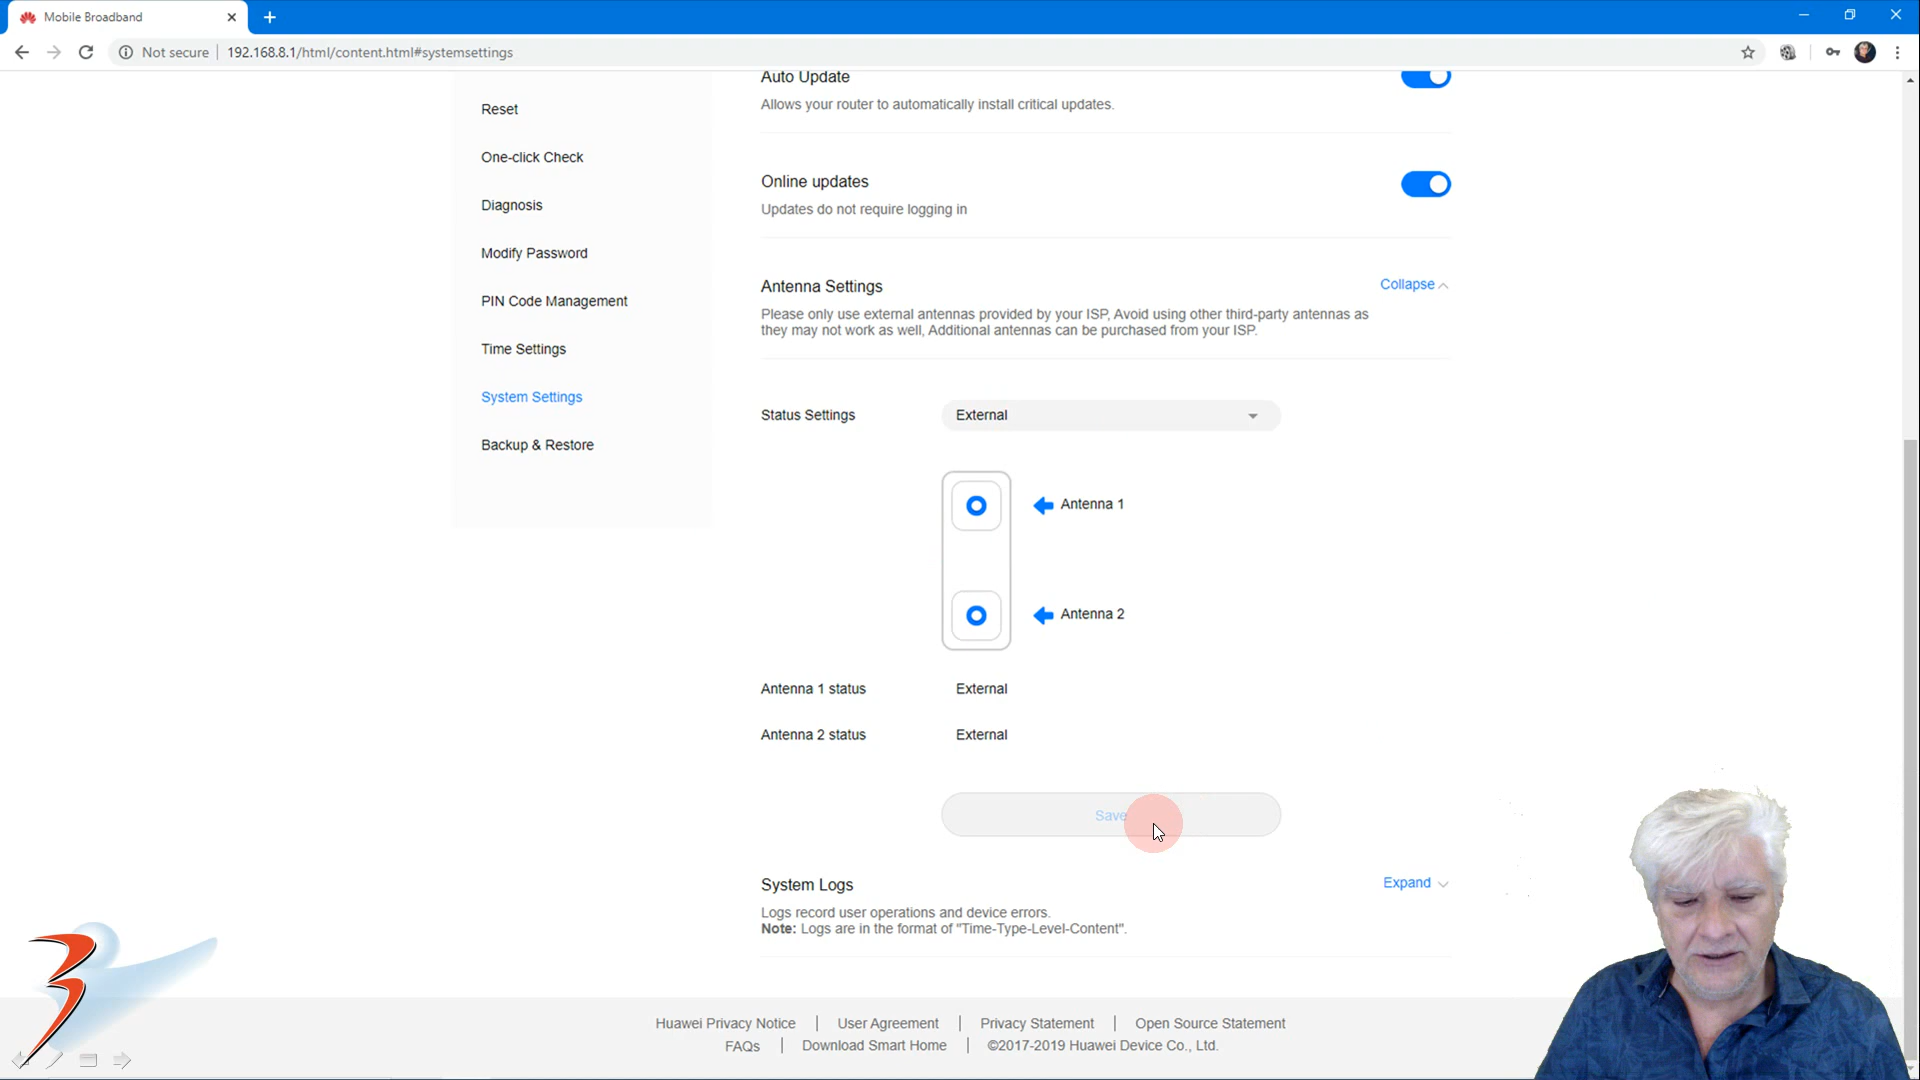 Mobile Broadband
Not secure
192.168.8.1/html/content.html#systemsettings
Auto Update
Allows your router to automatically install critical updates.
Reset
One-click Check
Online updates
Updates do not require logging in
Diagnosis
Modify Password
Antenna Settings
Collapse
Please only use external antennas provided by your ISP, Avoid using other third-party antennas as
they may not work as well, Additional antennas can be purchased from your ISP.
PIN Code Management
Time Settings
System Settings
Backup & Restore
Status Settings
External
Antenna 1
Antenna 2
Antenna 1 status
External
Antenna 2 status
External
Save
System Logs
Expand
Logs record user operations and device errors.
Note: Logs are in the format of "Time-Type-Level-Content".
Huawei Privacy Notice | User Agreement | Privacy Statement | Open Source Statement
FAQs | Download Smart Home | ©2017-2019 Huawei Device Co., Ltd.